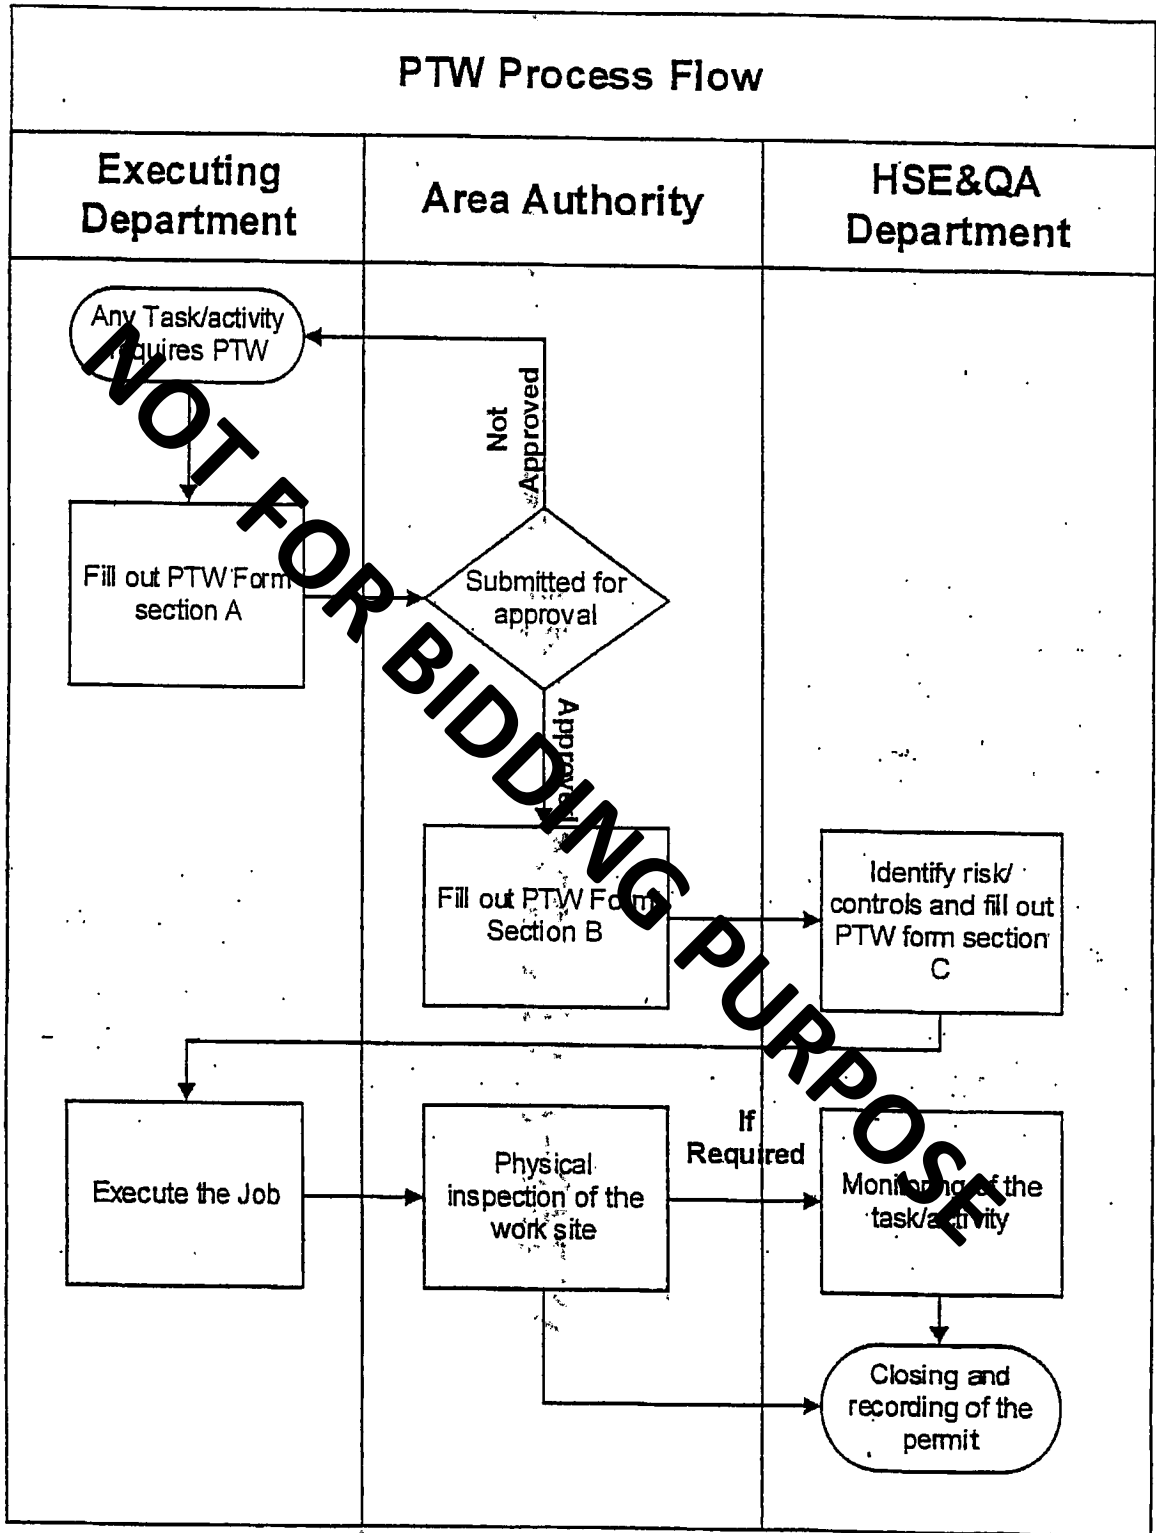 PTW Process Flow
Executing
Department
Area Authority
HSE&QA
Department
Any Task/activity
requires PTW
Not
Approved
Fill out PTW Form
section A
Submitted for
approval
Approved
Fill out PTW Form
Section B
Identify risk/
controls and fill out
PTW form section
C
Execute the Job
Physical
inspection of the
work site
If
Required
Monitoring of the
task/activity
Closing and
recording of the
permit
NOT FOR BIDDING PURPOSE